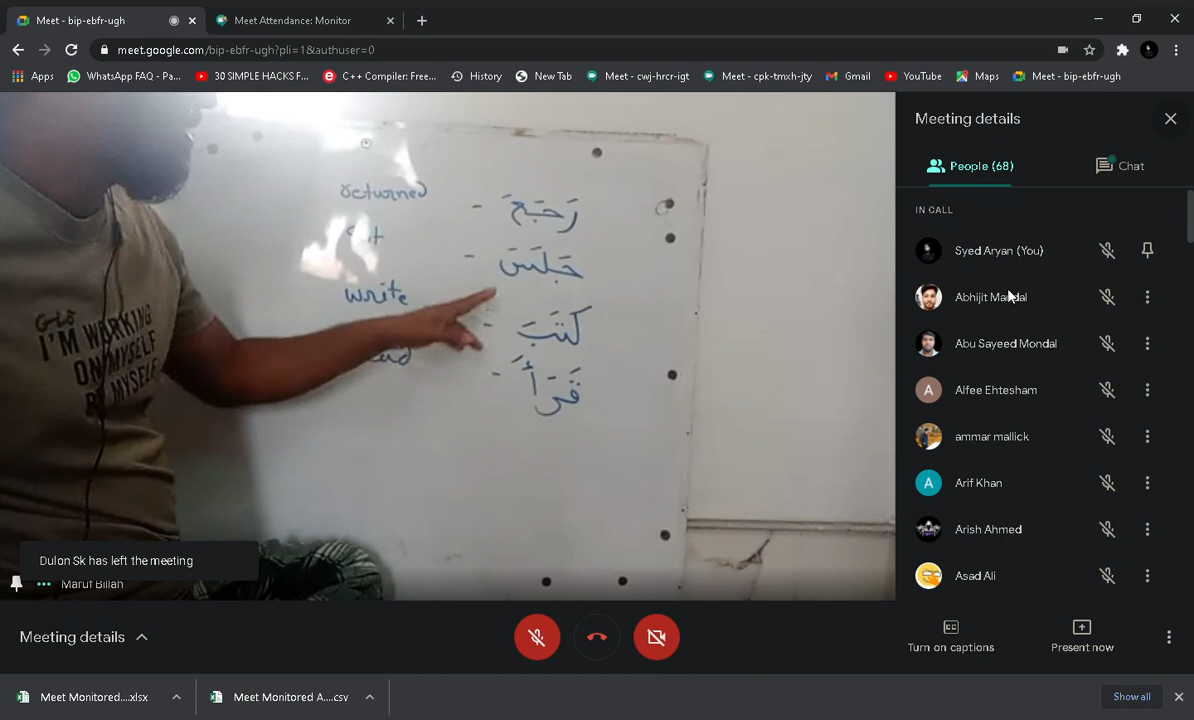 Meet - bip-ebfr-ugh
Meet Attendance: Monitor
meet.google.com/bip-ebfr-ugh?pli=1&authuser=0
Apps
WhatsApp FAQ - Pa...
30 SIMPLE HACKS F...
C++ Compiler: Free...
History
New Tab
Meet - cwj-hrcr-igt
Meet - cpk-tmxh-jty
Gmail
YouTube
Maps
Meet - bip-ebfr-ugh
returned
رَجَعَ -
جَلَسَ -
write
كَتَبَ -
قَرَأَ -
I'M WORKING
ON MYSELF
BY MYSELF
Dulon Sk has left the meeting
Maruf Billah
Meeting details
People (68)
Chat
IN CALL
Syed Aryan (You)
Abhijit Mandal
Abu Sayeed Mondal
A Alfee Ehtesham
ammar mallick
A Arif Khan
Arish Ahmed
Asad Ali
Meeting details
CC
Turn on captions
Present now
Meet Monitored....xlsx
Meet Monitored A....csv
Show all